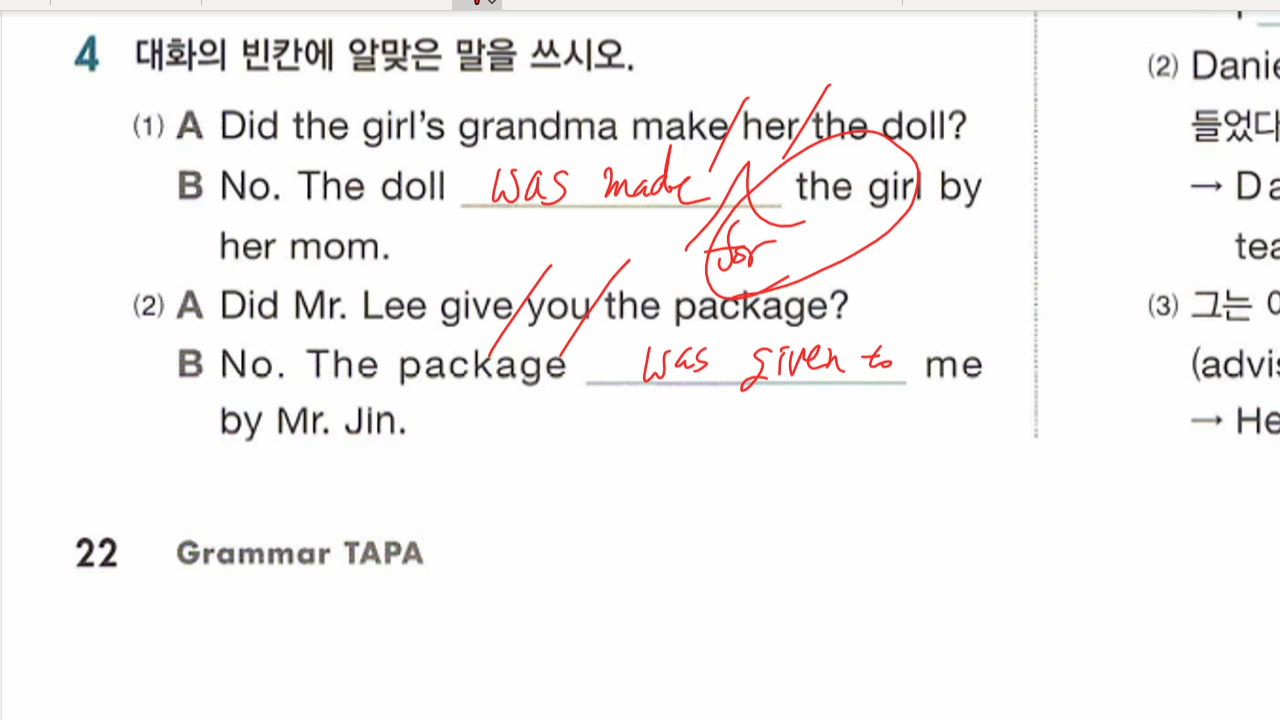 4 대화의 빈칸에 알맞은 말을 쓰시오.
(1) A Did the girl's grandma make her the doll?
B No. The doll was made the girl by
for
her mom.
(2) A Did Mr. Lee give you the package?
B No. The package was given to me
by Mr. Jin.
22 Grammar TAPA
(2) Danie
들었다
→ Da
tea
(3) 그는
(advis
→ He